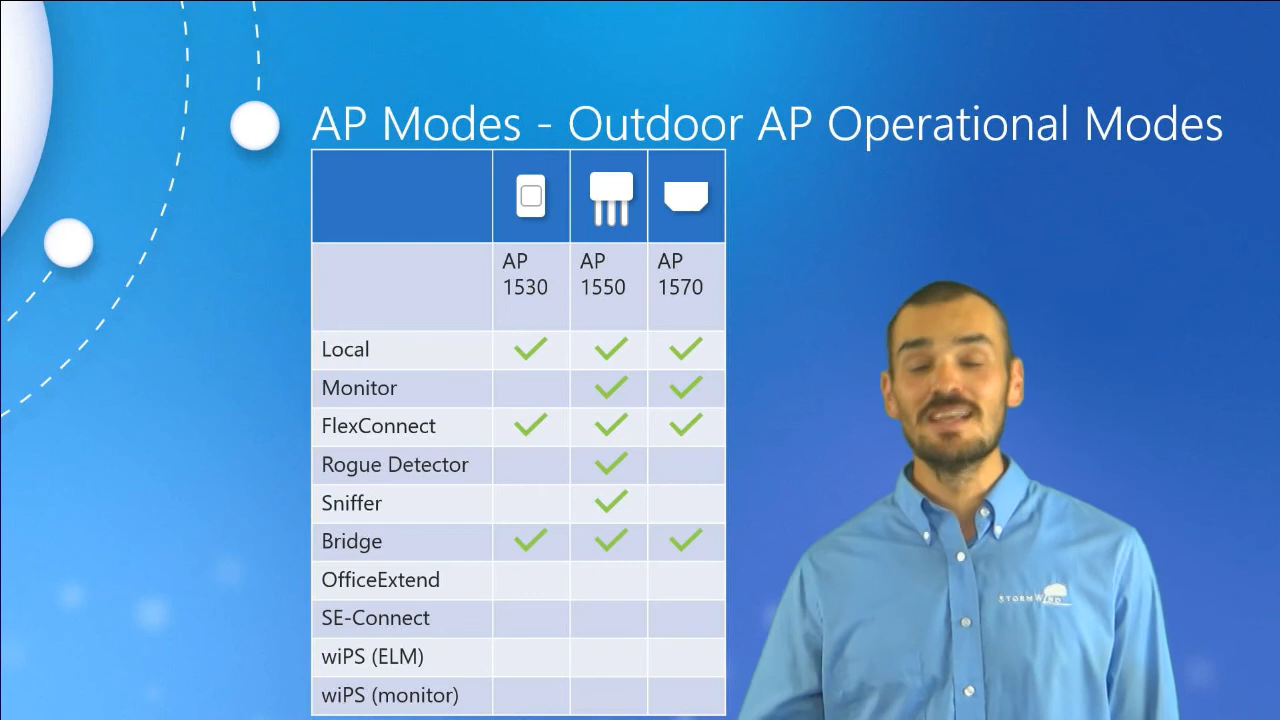 AP Modes - Outdoor AP Operational Modes
AP 1530
AP 1550
AP 1570
Local
Monitor
FlexConnect
Rogue Detector
Sniffer
Bridge
OfficeExtend
SE-Connect
wiPS (ELM)
wiPS (monitor)
STORMWIND